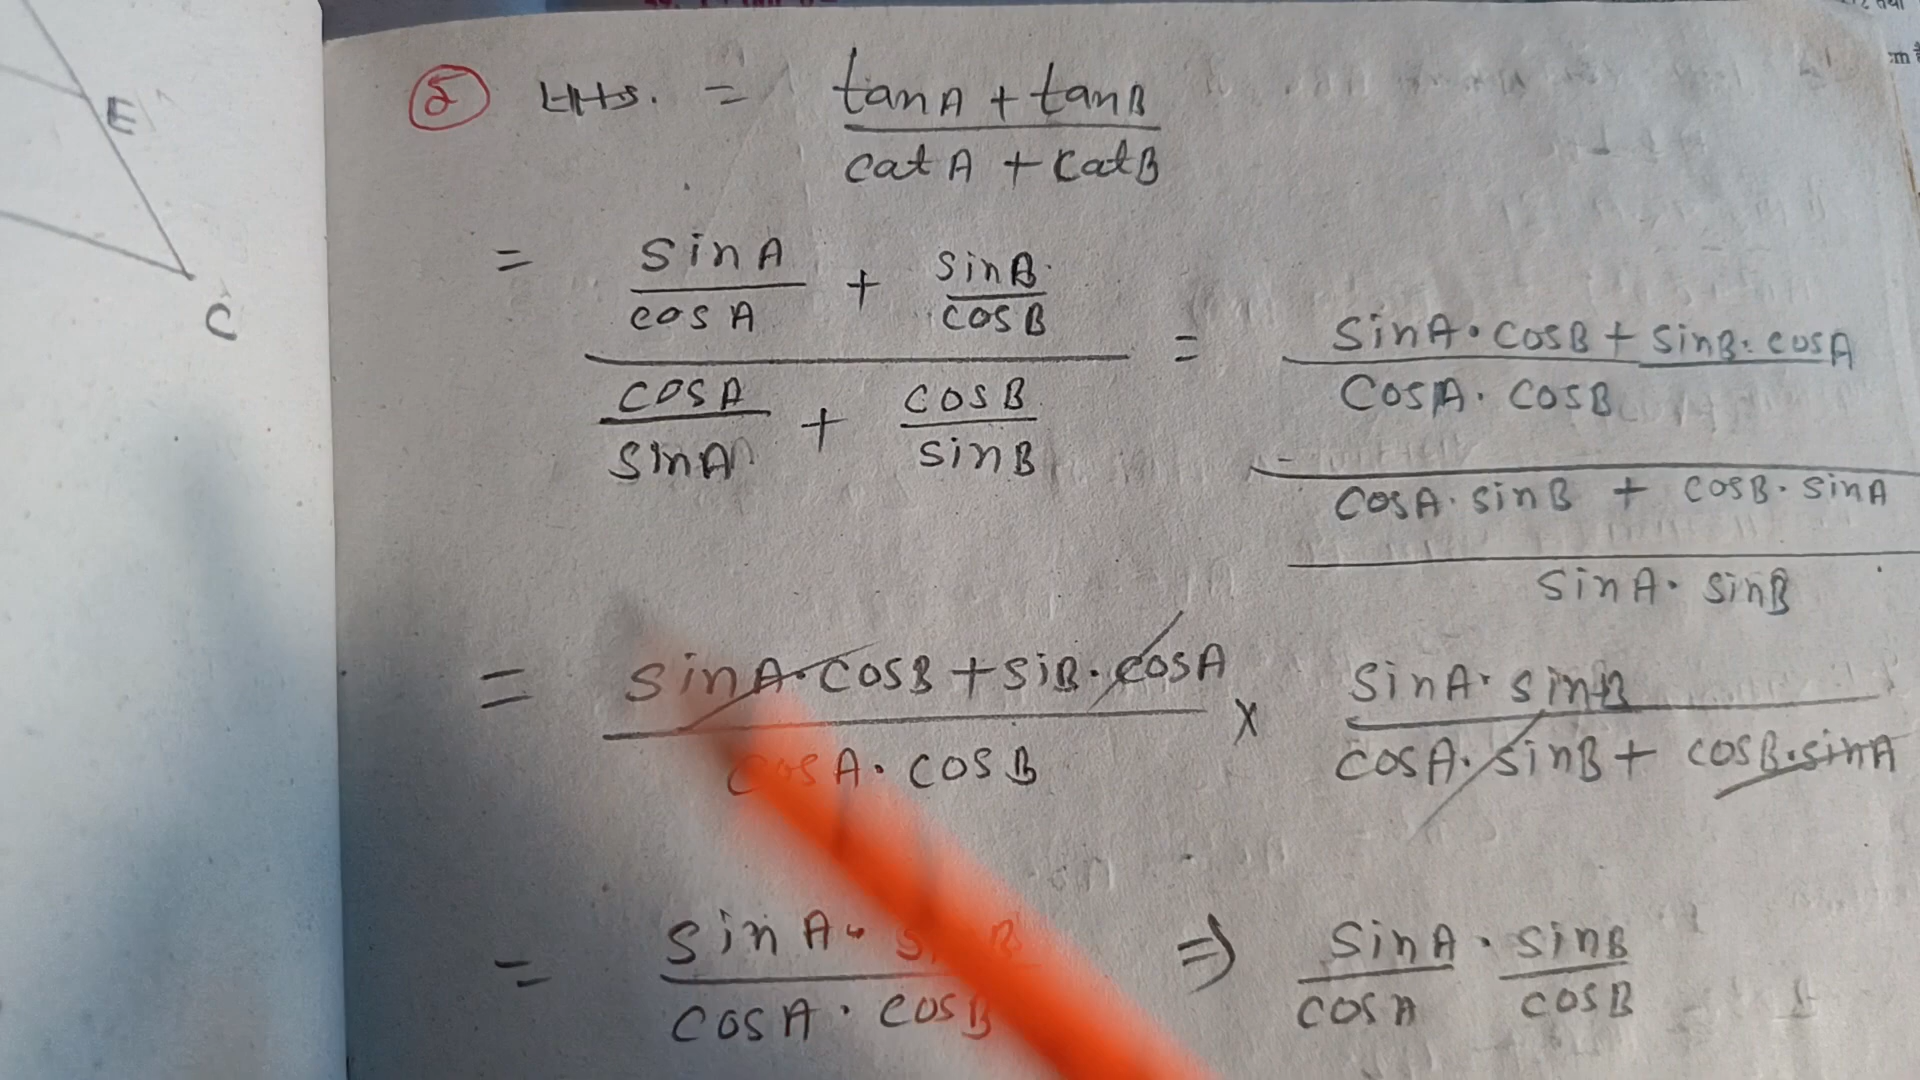 E
C
5 LHS. = tanA + tanB
catA + catB
= sinA + sinB
cosA cosB
cosA + cosB
sinA sinB
= sinA·cosB + sinB·cosA
cosA·cosB
cosA·sinB + cosB·sinA
sinA·sinB
= sinA·cosB + siB·cosA × sinA·sinB
cosA·cosB cosA·sinB + cosB·sinA
= sinA· B ⇒ sinA · sinB
cosA·cosB cosA cosB